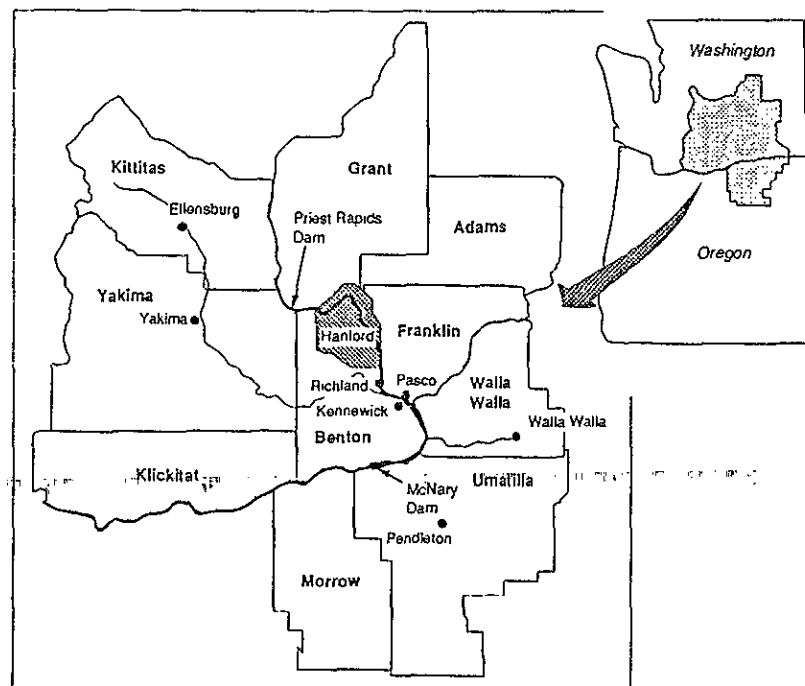 Washington
Oregon
Kittitas
Grant
Ellensburg
Priest Rapids
Dam
Adams
Yakima
Yakima
Hanford
Franklin
Richland
Pasco
Kennewick
Walla
Walla
Walla Walla
Benton
Klickitat
McNary
Dam
Umatilla
Pendleton
Morrow